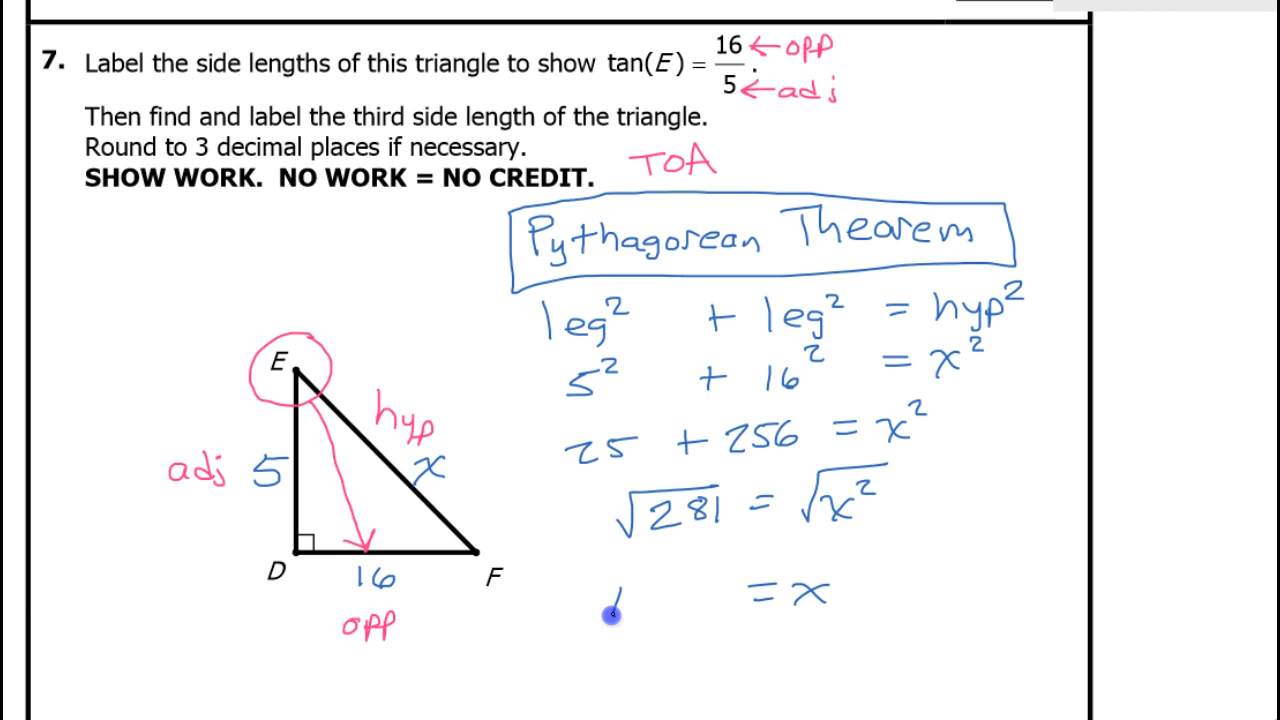 7. Label the side lengths of this triangle to show tan(E) = 16/5.
← opp
← adj
Then find and label the third side length of the triangle.
Round to 3 decimal places if necessary.
SHOW WORK. NO WORK = NO CREDIT.
TOA
Pythagorean Theorem
leg² + leg² = hyp²
5² + 16² = x²
25 + 256 = x²
√281 = √x²
= x
E
hyp
adj 5
x
D
16
F
opp